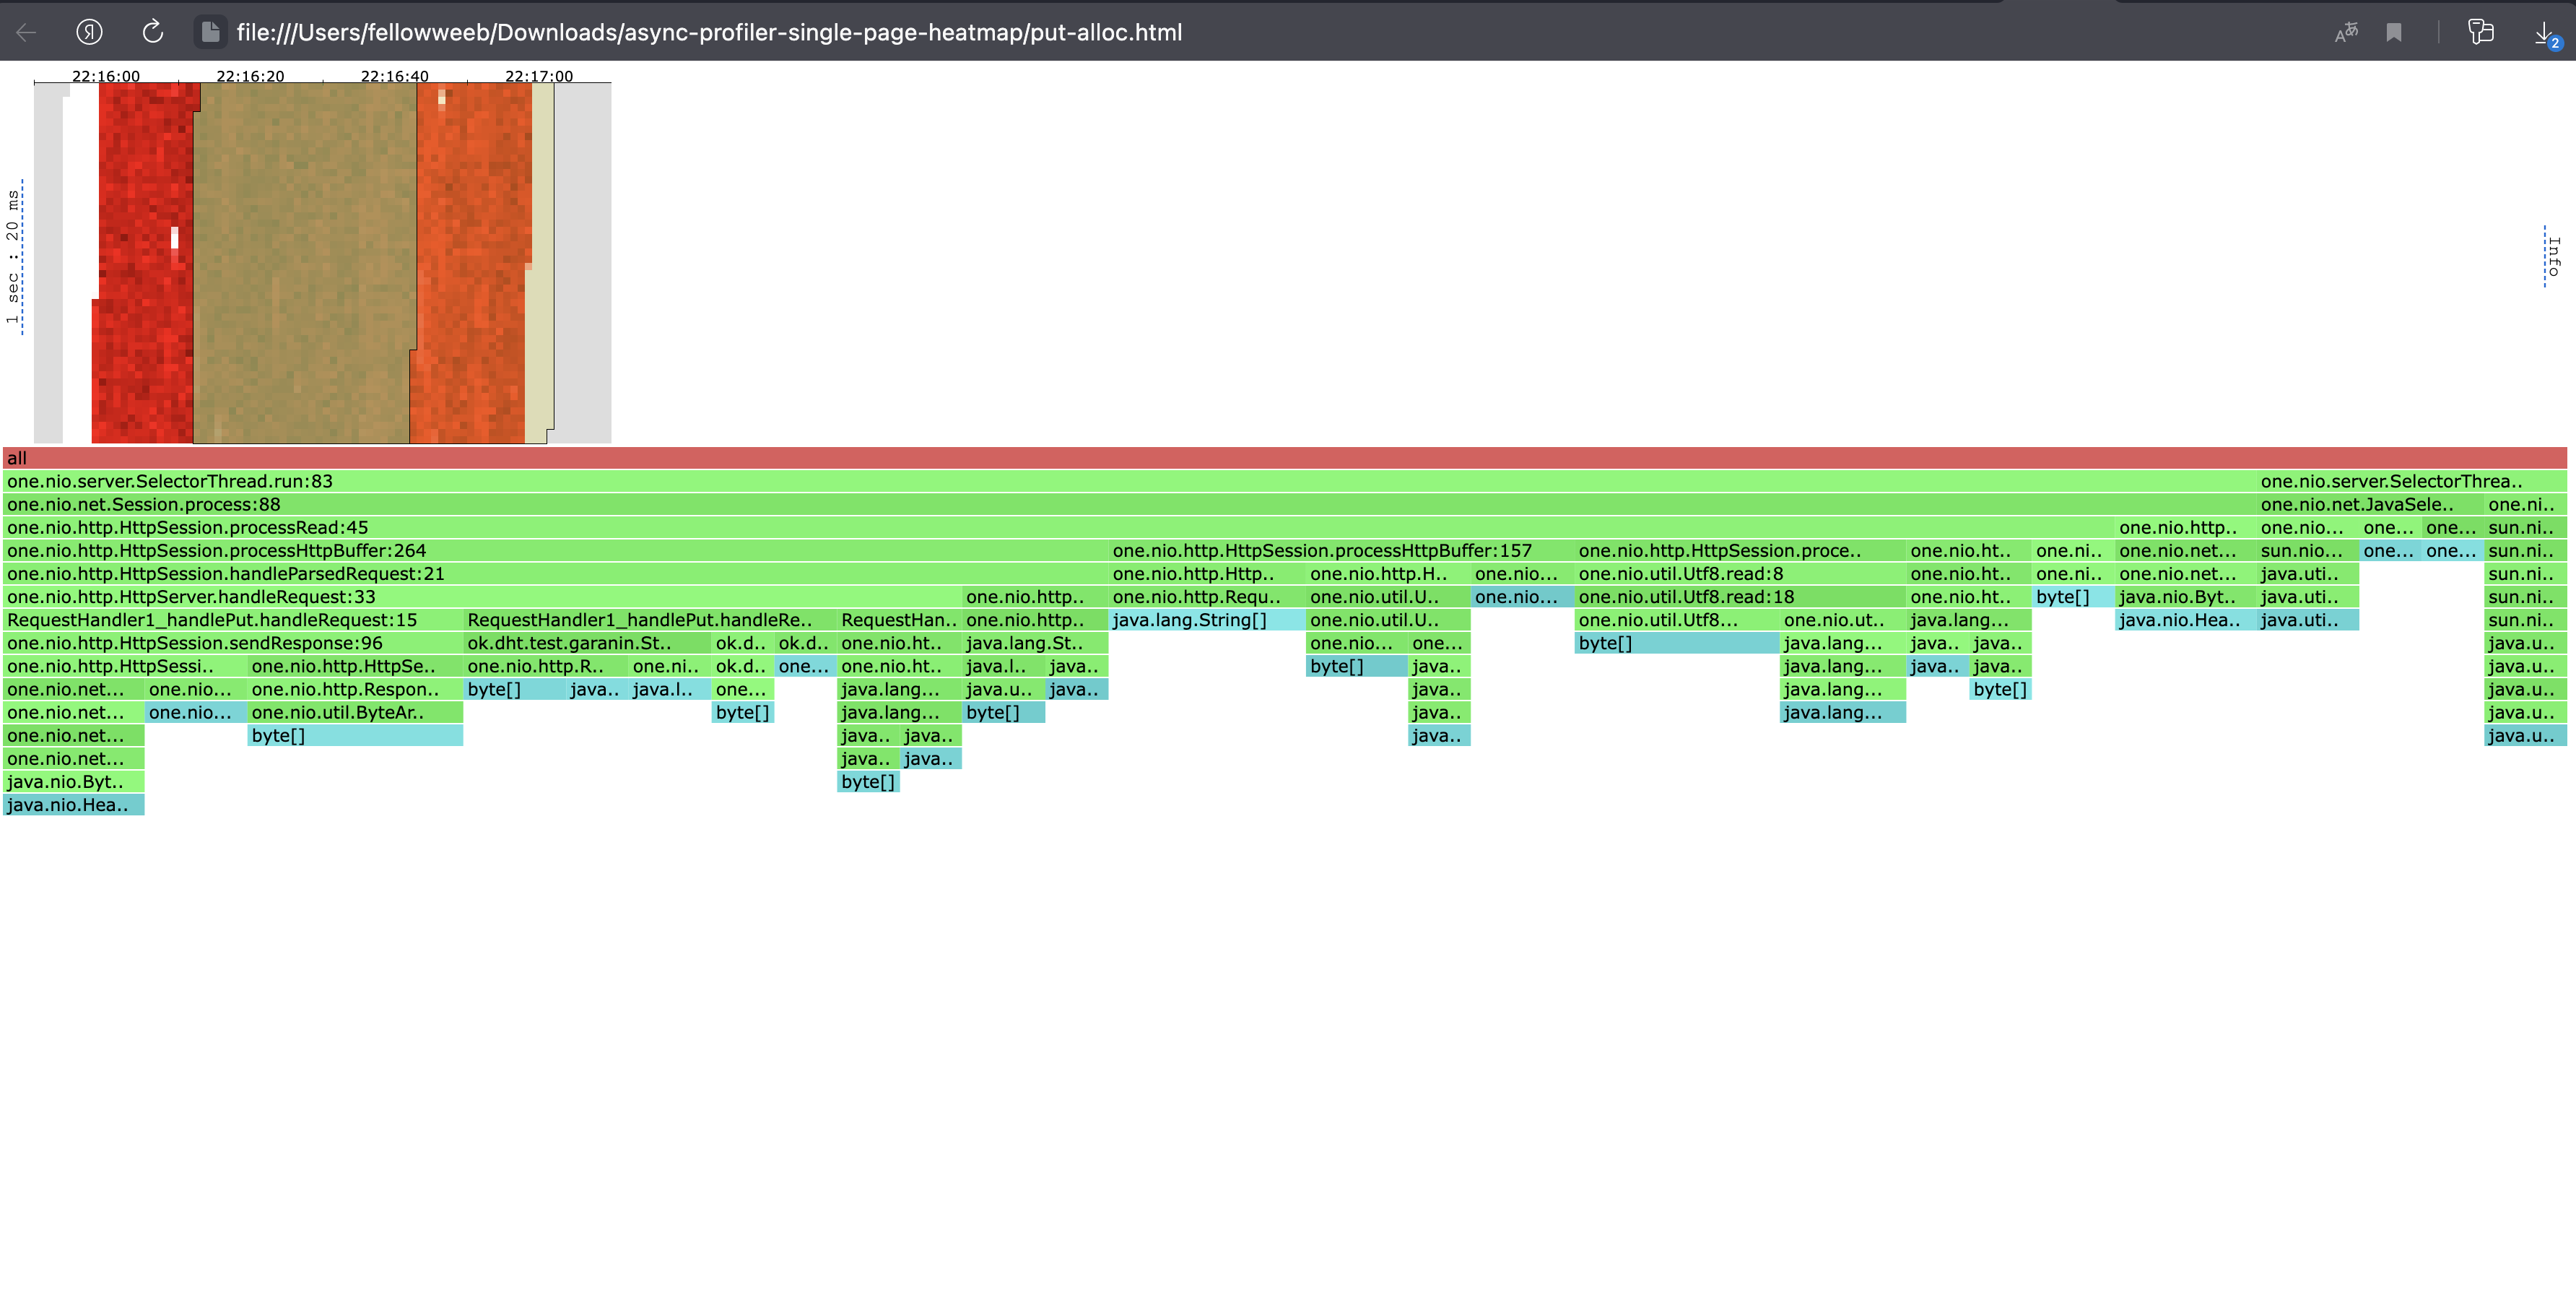 file:///Users/fellowweeb/Downloads/async-profiler-single-page-heatmap/put-alloc.html
2
22:16:00 22:16:20 22:16:40 22:17:00
1 sec : 20 ms
Info
all
one.nio.server.SelectorThread.run:83 one.nio.server.SelectorThrea..
one.nio.net.Session.process:88 one.nio.net.JavaSele.. one.ni..
one.nio.http.HttpSession.processRead:45 one.nio.http.. one.nio... one... one... sun.ni..
one.nio.http.HttpSession.processHttpBuffer:264 one.nio.http.HttpSession.processHttpBuffer:157 one.nio.http.HttpSession.proce.. one.nio.ht.. one.ni.. one.nio.net... sun.nio... one... one... sun.ni..
one.nio.http.HttpSession.handleParsedRequest:21 one.nio.http.Http.. one.nio.http.H.. one.nio... one.nio.util.Utf8.read:8 one.nio.ht.. one.ni.. one.nio.net... java.uti.. sun.ni..
one.nio.http.HttpServer.handleRequest:33 one.nio.http.. one.nio.http.Requ.. one.nio.util.U.. one.nio... one.nio.util.Utf8.read:18 one.nio.ht.. byte[] java.nio.Byt.. java.uti.. sun.ni..
RequestHandler1_handlePut.handleRequest:15 RequestHandler1_handlePut.handleRe.. RequestHan.. one.nio.http.. java.lang.String[] one.nio.util.U.. one.nio.util.Utf8... one.nio.ut.. java.lang... java.nio.Hea.. java.uti.. sun.ni..
one.nio.http.HttpSession.sendResponse:96 ok.dht.test.garanin.St.. ok.d.. ok.d.. one.nio.ht.. java.lang.St.. one.nio... one... byte[] java.lang... java.. java.. java.u..
one.nio.http.HttpSessi.. one.nio.http.HttpSe.. one.nio.http.R.. one.ni.. ok.d.. one... one.nio.ht.. java.l.. java.. byte[] java.. java.lang... java.. java.. java.u..
one.nio.net... one.nio... one.nio.http.Respon.. byte[] java.. java.l.. one... java.lang... java.u.. java.. java.. java.lang... byte[] java.u..
one.nio.net... one.nio... one.nio.util.ByteAr.. byte[] java.lang... byte[] java.. java.lang... java.u..
one.nio.net... byte[] java.. java.. java.. java.u..
one.nio.net... java.. java..
java.nio.Byt.. byte[]
java.nio.Hea..